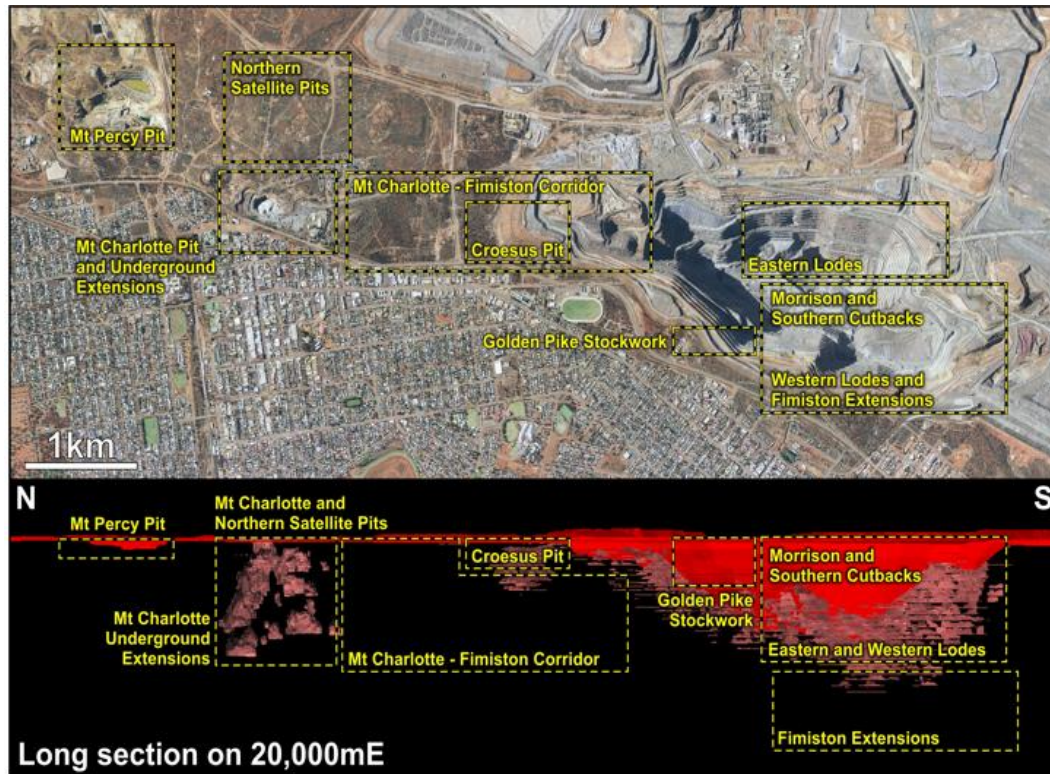 Northern
Satellite Pits
Mt Percy Pit
Mt Charlotte - Fimiston Corridor
Mt Charlotte Pit
and Underground
Extensions
Croesus Pit
Eastern Lodes
Morrison and
Southern Cutbacks
Golden Pike Stockwork
Western Lodes and
Fimiston Extensions
1km
N
S
Mt Charlotte and
Northern Satellite Pits
Mt Percy Pit
Croesus Pit
Morrison and
Southern Cutbacks
Golden Pike
Stockwork
Mt Charlotte
Underground
Extensions
Mt Charlotte - Fimiston Corridor
Eastern and Western Lodes
Fimiston Extensions
Long section on 20,000mE